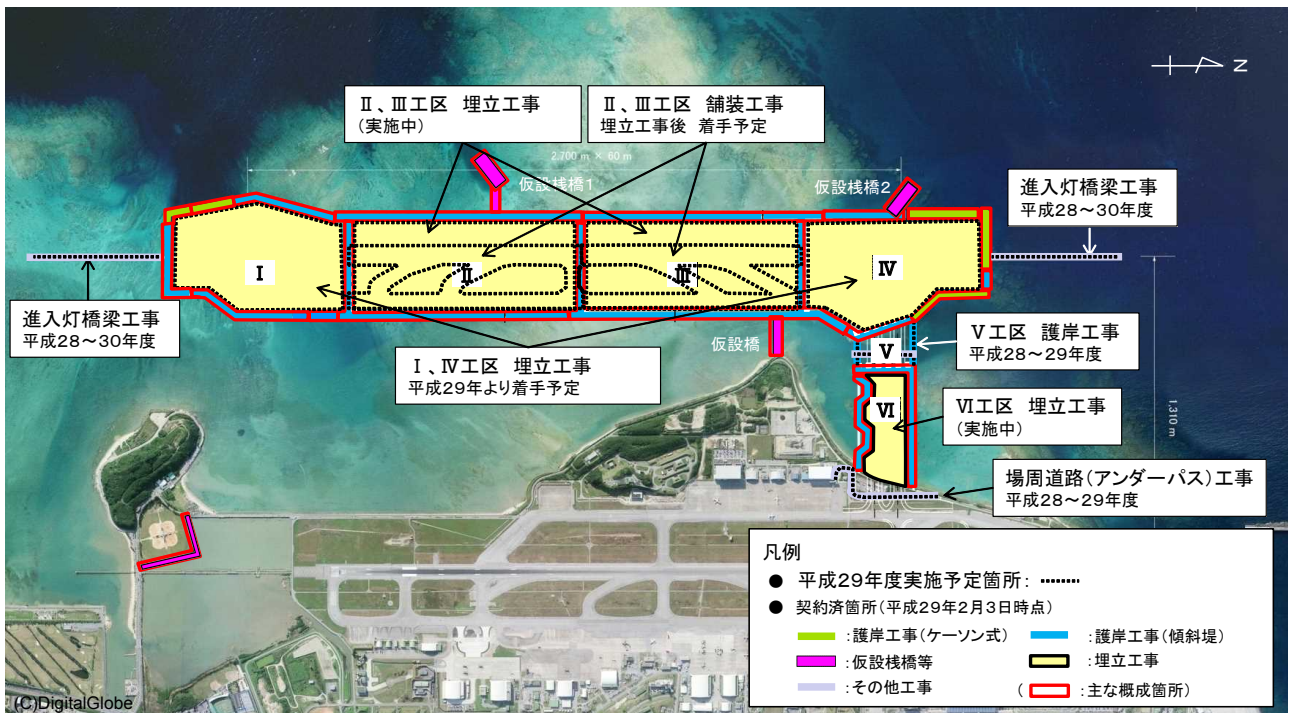 N
Ⅱ、Ⅲ工区 埋立工事
(実施中)
Ⅱ、Ⅲ工区 舗装工事
埋立工事後 着手予定
2,700 m × 60 m
仮設桟橋1
仮設桟橋2
進入灯橋梁工事
平成28~30年度
Ⅰ
Ⅱ
Ⅲ
Ⅳ
進入灯橋梁工事
平成28~30年度
Ⅰ、Ⅳ工区 埋立工事
平成29年より着手予定
仮設橋
Ⅴ
Ⅴ工区 護岸工事
平成28~29年度
Ⅵ
Ⅵ工区 埋立工事
(実施中)
1,310 m
場周道路(アンダーパス)工事
平成28~29年度
凡例
● 平成29年度実施予定箇所:
● 契約済箇所(平成29年2月3日時点)
:護岸工事(ケーソン式) :護岸工事(傾斜堤)
:仮設桟橋等 :埋立工事
:その他工事 ( :主な概成箇所)
(C)DigitalGlobe